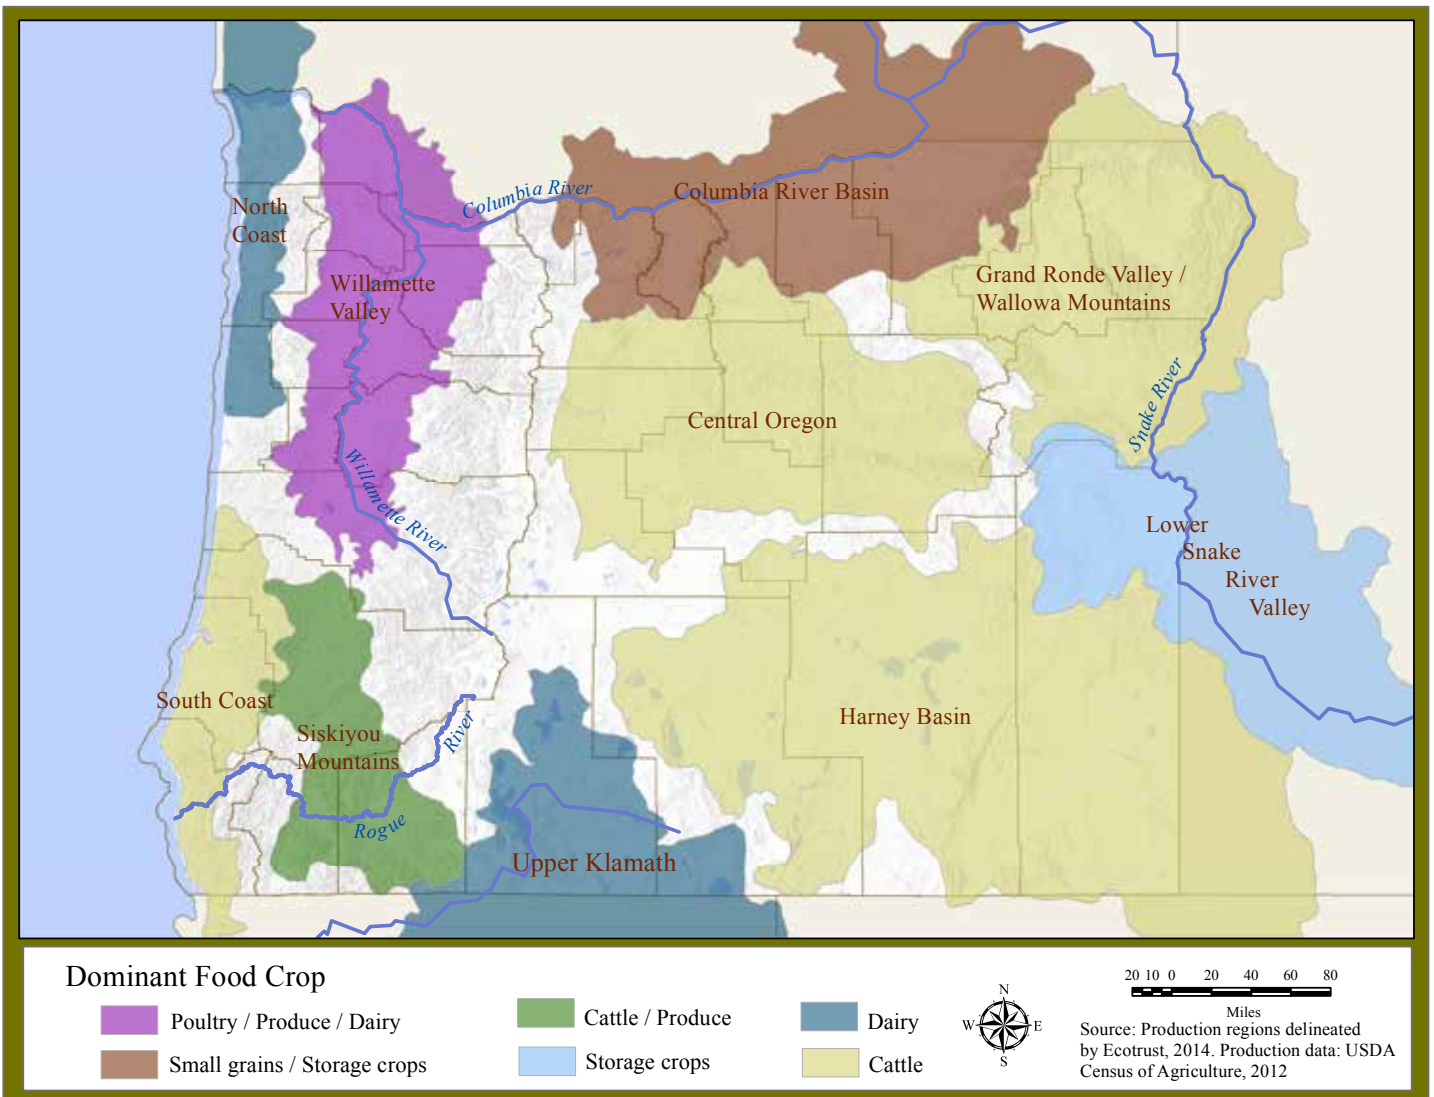 Columbia River
Columbia River Basin
North
Coast
Willamette
Valley
Grand Ronde Valley /
Wallowa Mountains
Snake River
Central Oregon
Willamette River
Lower
Snake
River
Valley
South Coast
Siskiyou
Mountains
River
Rogue
Harney Basin
Upper Klamath
Dominant Food Crop
Poultry / Produce / Dairy
Small grains / Storage crops
Cattle / Produce
Storage crops
Dairy
Cattle
N
W E
S
20 10 0 20 40 60 80
Miles
Source: Production regions delineated
by Ecotrust, 2014. Production data: USDA
Census of Agriculture, 2012